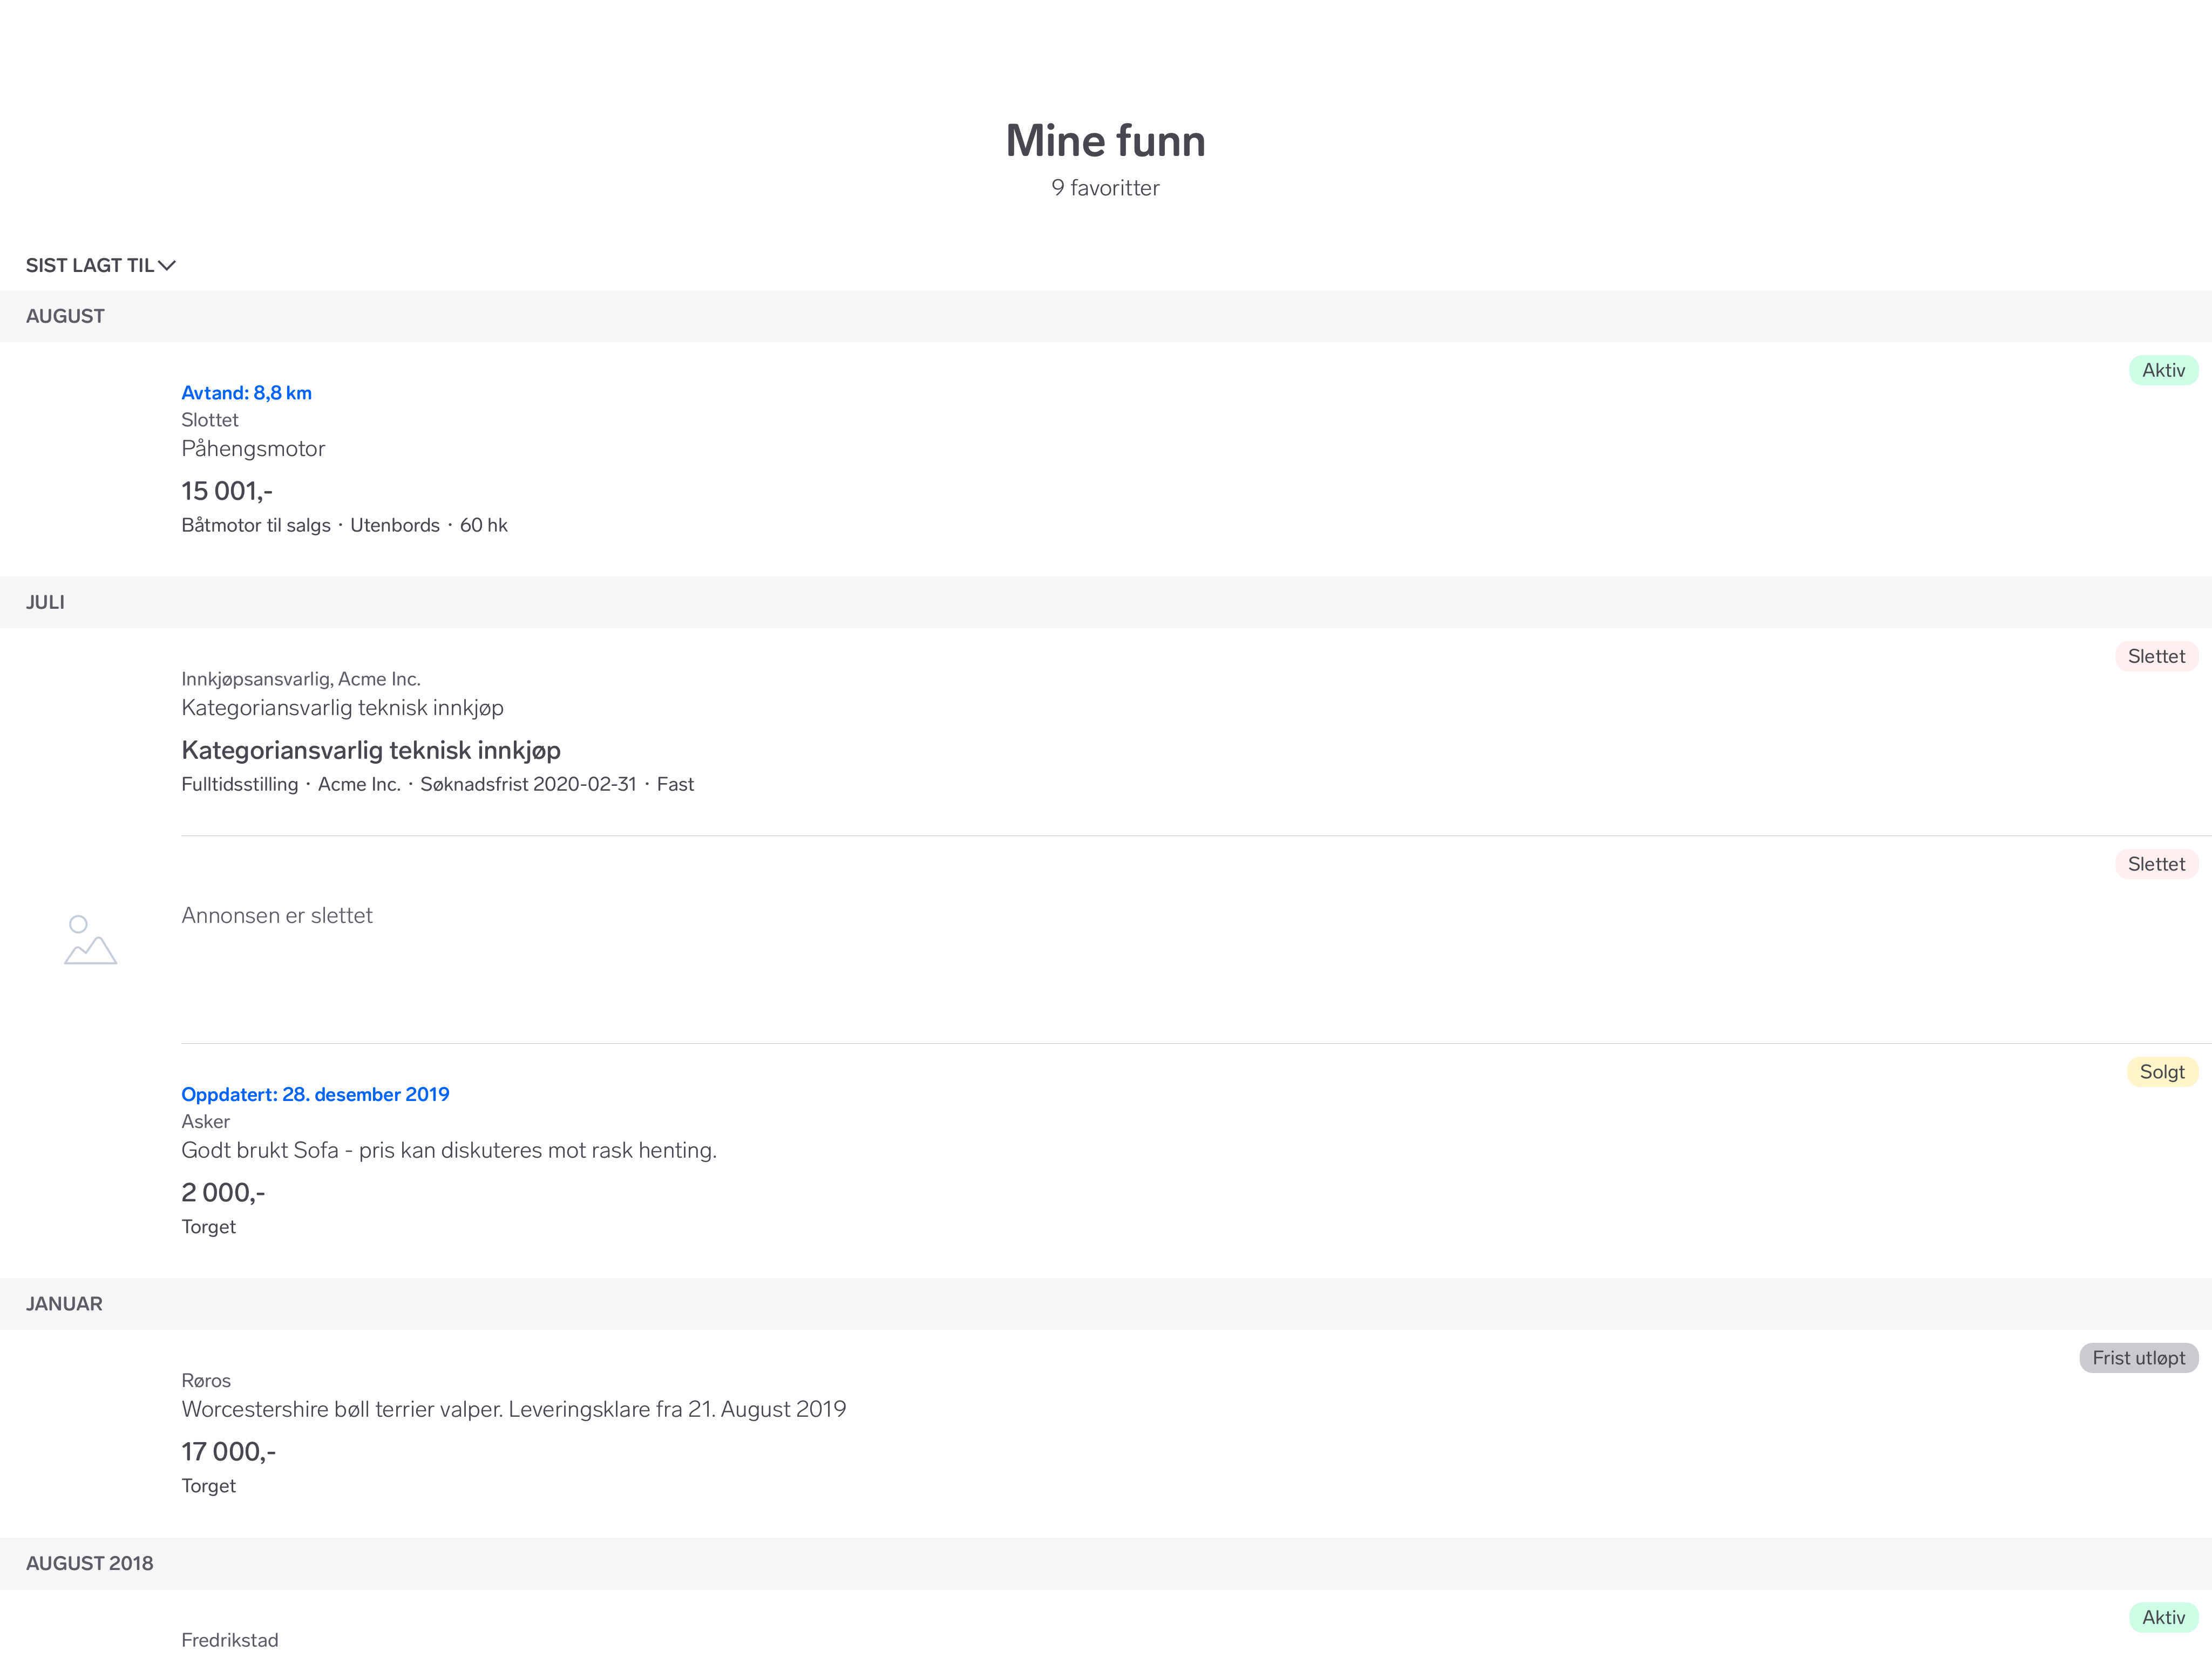 Mine funn
9 favoritter
SIST LAGT TIL
AUGUST
Aktiv
Avtand: 8,8 km
Slottet
Påhengsmotor
15 001,-
Båtmotor til salgs · Utenbords · 60 hk
JULI
Slettet
Innkjøpsansvarlig, Acme Inc.
Kategoriansvarlig teknisk innkjøp
Kategoriansvarlig teknisk innkjøp
Fulltidsstilling · Acme Inc. · Søknadsfrist 2020-02-31 · Fast
Slettet
Annonsen er slettet
Solgt
Oppdatert: 28. desember 2019
Asker
Godt brukt Sofa - pris kan diskuteres mot rask henting.
2 000,-
Torget
JANUAR
Frist utløpt
Røros
Worcestershire bøll terrier valper. Leveringsklare fra 21. August 2019
17 000,-
Torget
AUGUST 2018
Aktiv
Fredrikstad